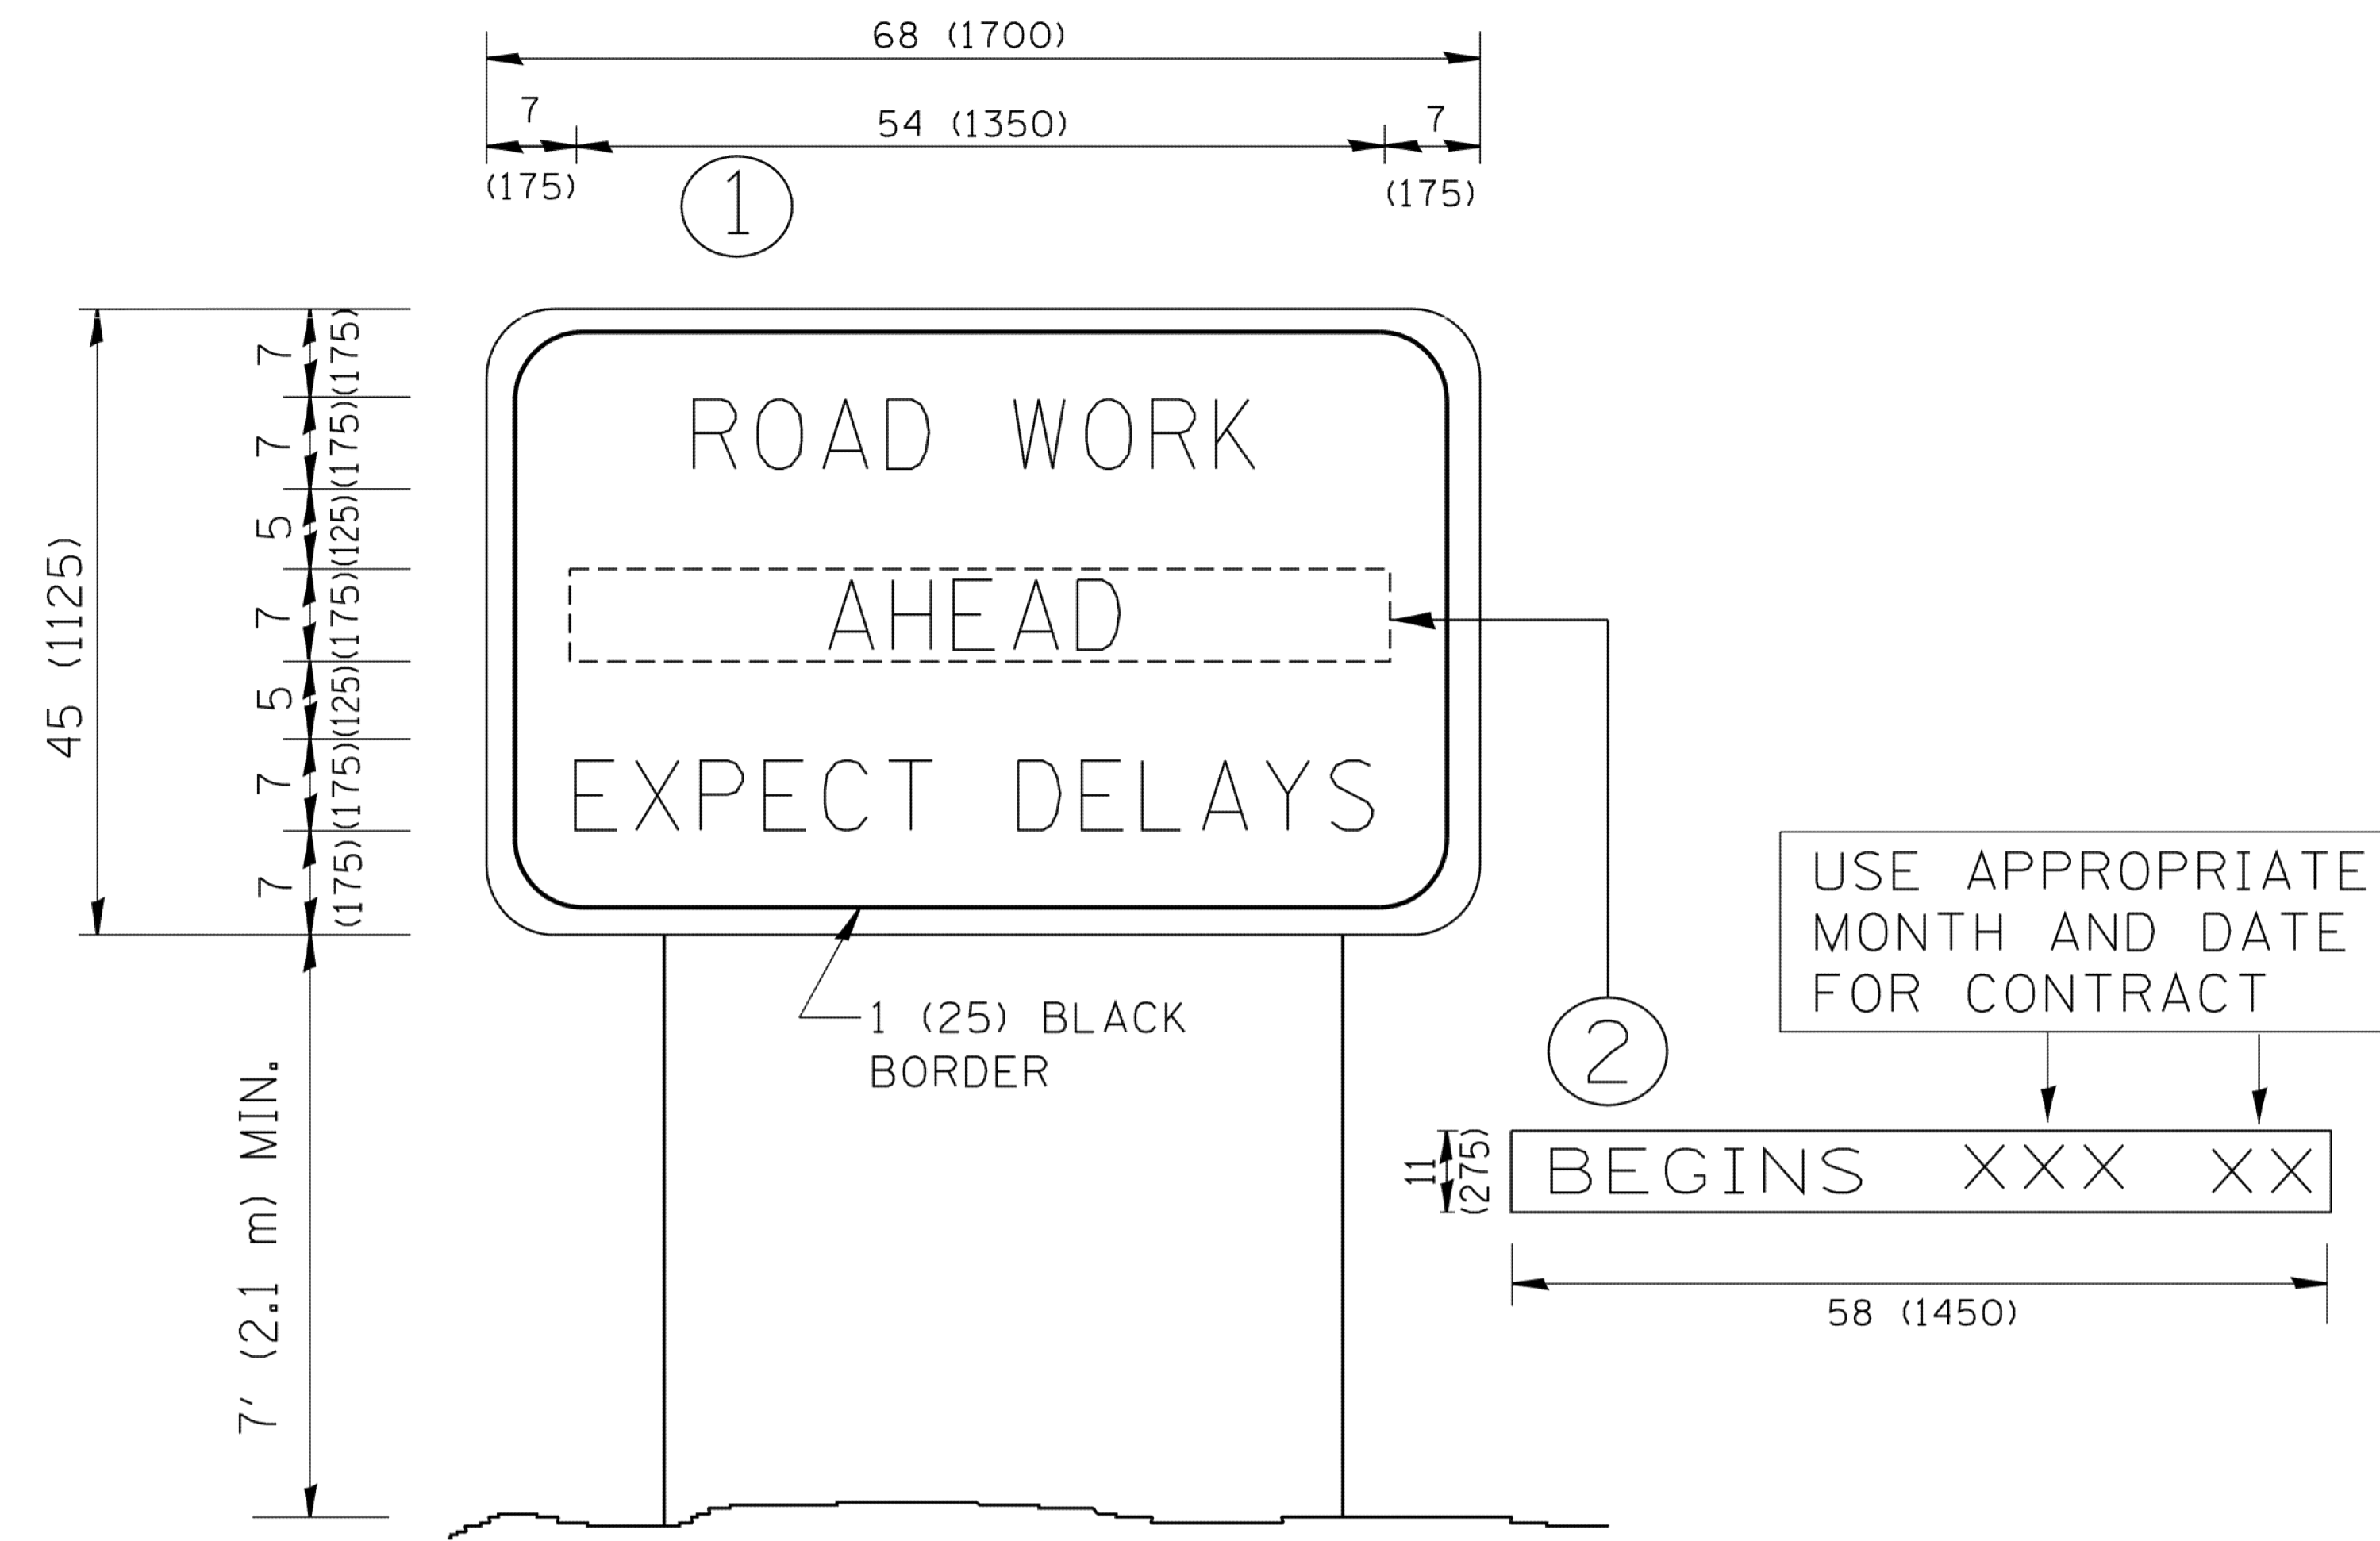 68 (1700)
7 54 (1350) 7
(175) (175)
1
45 (1125)
7 (175)
7 (175)
5 (125)
7 (175)
5 (125)
7 (175)
7 (175)
7' (2.1 m) MIN.
ROAD WORK
AHEAD
EXPECT DELAYS
1 (25) BLACK
BORDER
2
USE APPROPRIATE
MONTH AND DATE
FOR CONTRACT
11
(275)
BEGINS XXX XX
58 (1450)